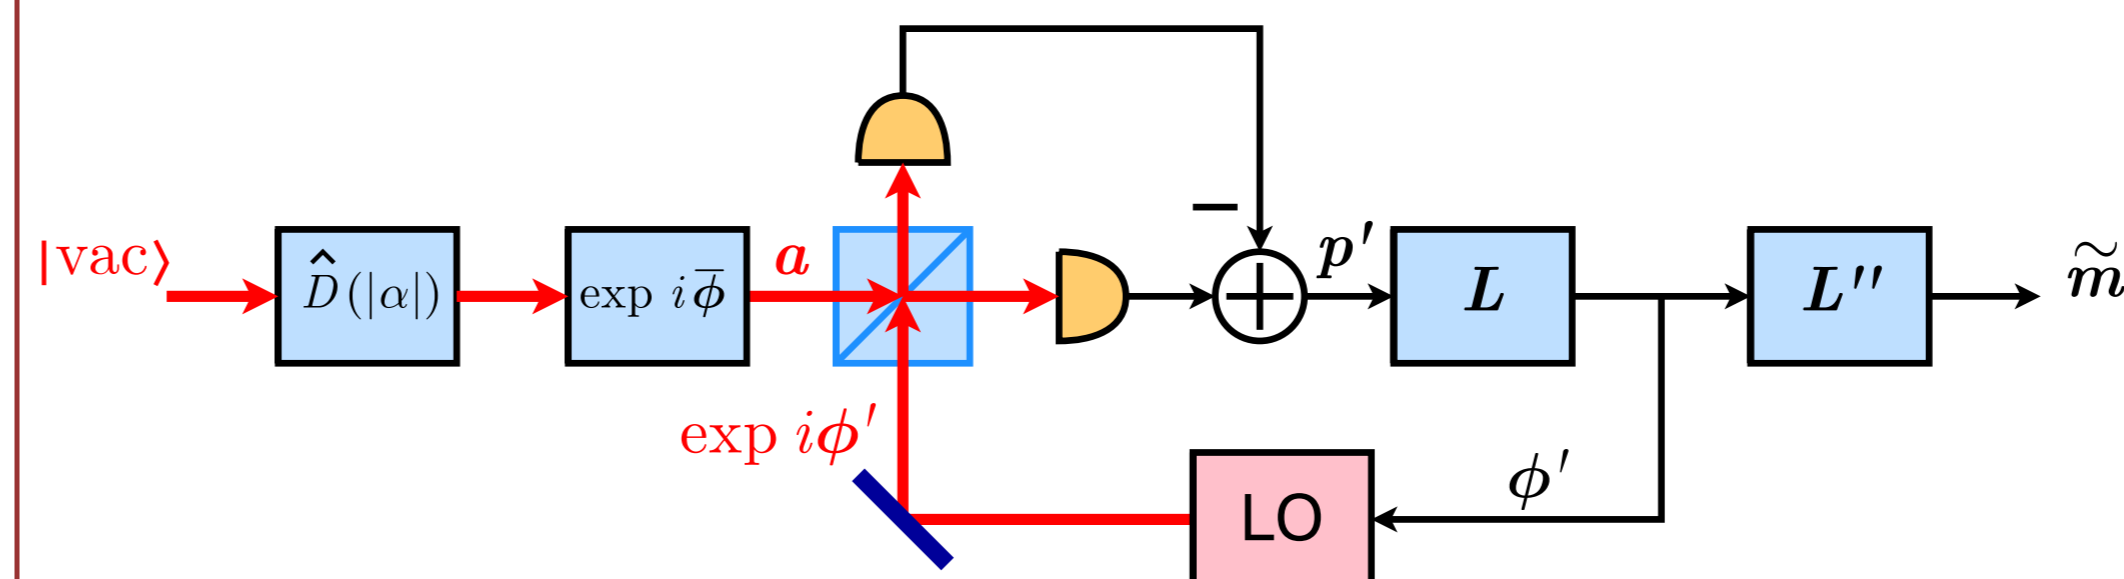 |vac⟩
D̂(|α|)
exp iϕ̅
a
−
p′
L
L″
m̃
exp iϕ′
LO
ϕ′